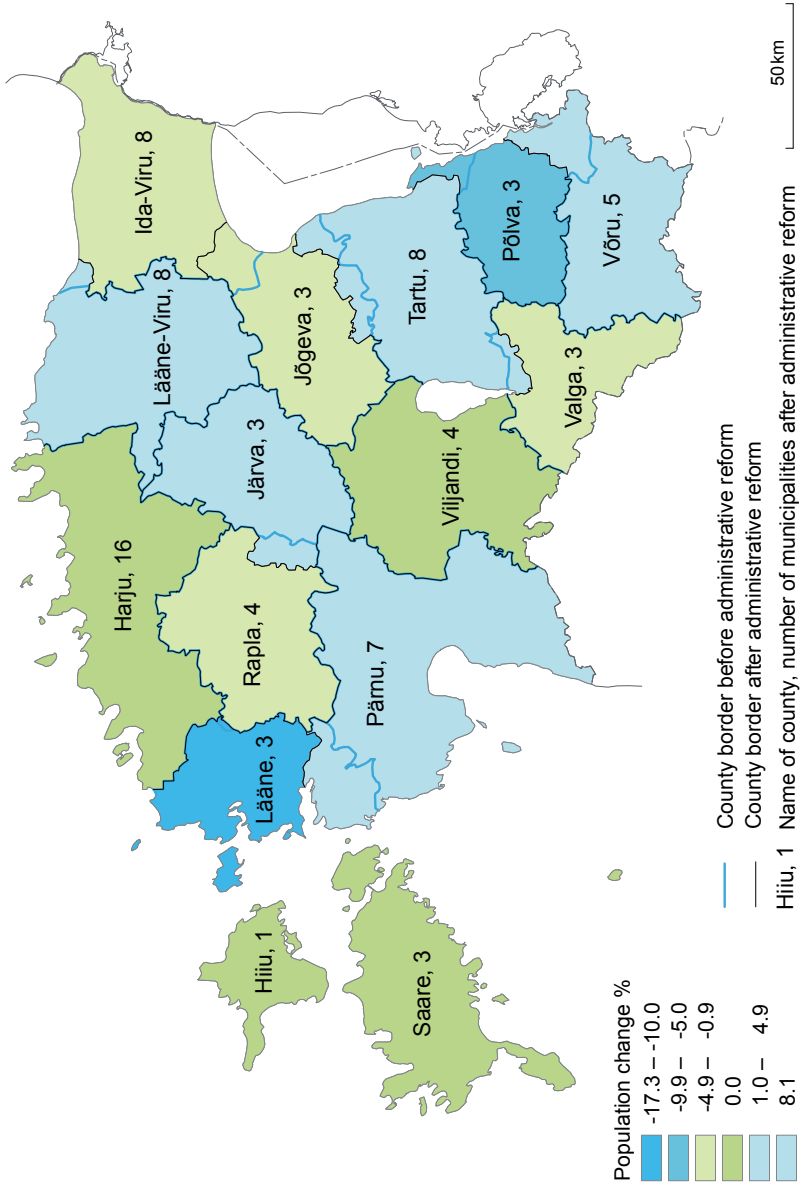 Harju, 16
Lääne-Viru, 8
Ida-Viru, 8
Järva, 3
Jõgeva, 3
Rapla, 4
Lääne, 3
Hiiu, 1
Saare, 3
Pärnu, 7
Viljandi, 4
Tartu, 8
Põlva, 3
Valga, 3
Võru, 5
Population change %
-17.3 – -10.0
-9.9 – -5.0
-4.9 – -0.9
0.0
1.0 – 4.9
8.1
County border before administrative reform
County border after administrative reform
Hiiu, 1 Name of county, number of municipalities after administrative reform
50 km